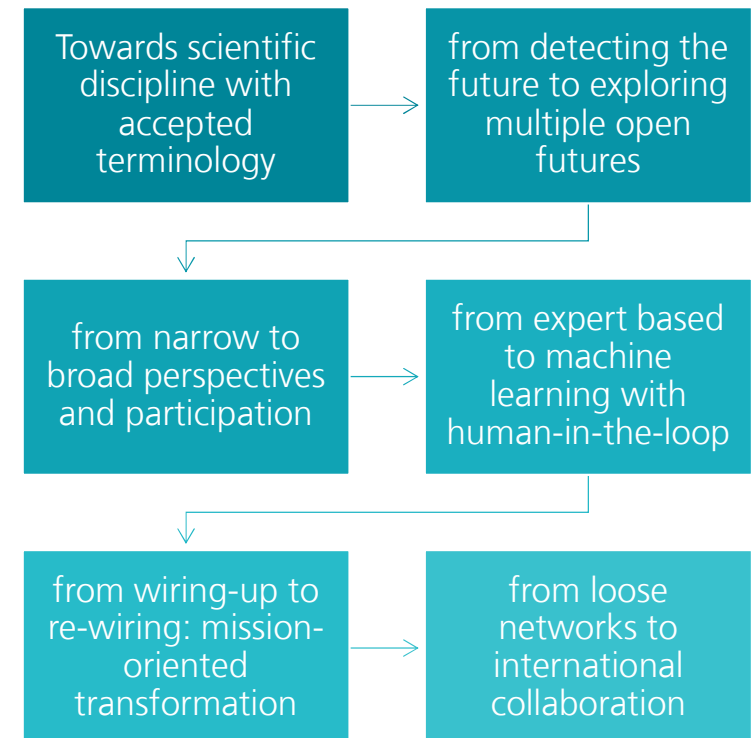 Towards scientific
discipline with
accepted
terminology
from detecting the
future to exploring
multiple open
futures
from narrow to
broad perspectives
and participation
from expert based
to machine
learning with
human-in-the-loop
from wiring-up to
re-wiring: mission-
oriented
transformation
from loose
networks to
international
collaboration